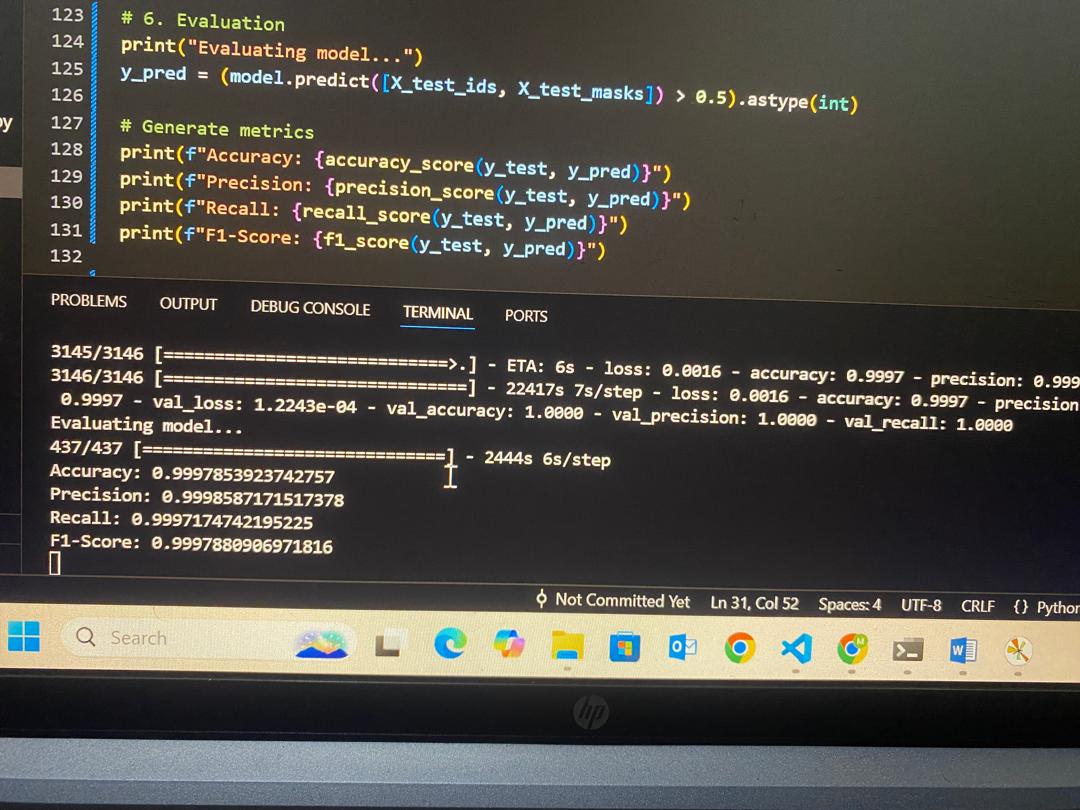 123 # 6. Evaluation
124 print("Evaluating model...")
125 y_pred = (model.predict([X_test_ids, X_test_masks]) > 0.5).astype(int)
126
127 # Generate metrics
128 print(f"Accuracy: {accuracy_score(y_test, y_pred)}")
129 print(f"Precision: {precision_score(y_test, y_pred)}")
130 print(f"Recall: {recall_score(y_test, y_pred)}")
131 print(f"F1-Score: {f1_score(y_test, y_pred)}")
132
PROBLEMS OUTPUT DEBUG CONSOLE TERMINAL PORTS
3145/3146 [============================>.] - ETA: 6s - loss: 0.0016 - accuracy: 0.9997 - precision: 0.999
3146/3146 [==============================] - 22417s 7s/step - loss: 0.0016 - accuracy: 0.9997 - precision
0.9997 - val_loss: 1.2243e-04 - val_accuracy: 1.0000 - val_precision: 1.0000 - val_recall: 1.0000
Evaluating model...
437/437 [==============================] - 2444s 6s/step
Accuracy: 0.9997853923742757
Precision: 0.9998587171517378
Recall: 0.9997174742195225
F1-Score: 0.9997880906971816
Not Committed Yet Ln 31, Col 52 Spaces: 4 UTF-8 CRLF {} Python
Search
hp